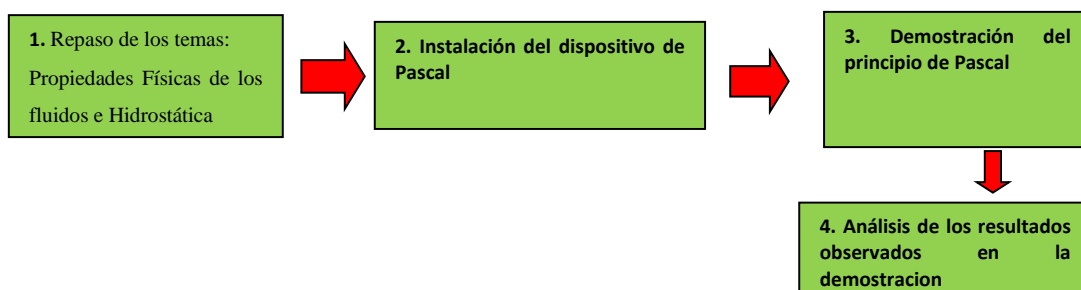 1. Repaso de los temas:
Propiedades Físicas de los
fluidos e Hidrostática
2. Instalación del dispositivo de
Pascal
3. Demostración del
principio de Pascal
4. Análisis de los resultados
observados en la
demostracion